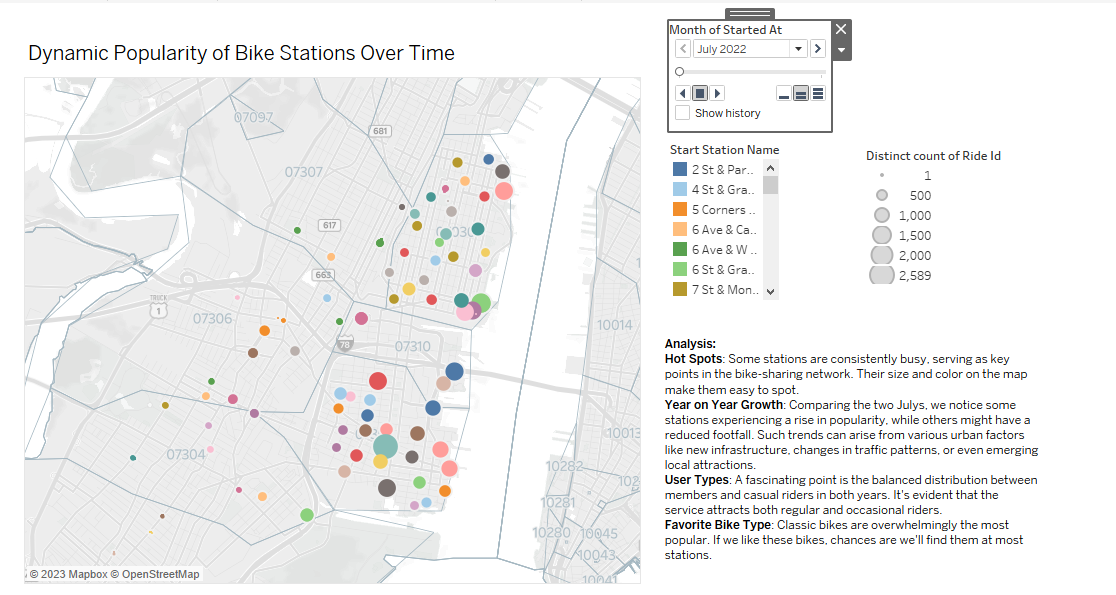 Dynamic Popularity of Bike Stations Over Time
07097
681
07307
617
0703
663
TRUCK
1
07306
78
07310
10014
07304
10013
10282
102
10281
10280
10045
10043
10041
© 2023 Mapbox © OpenStreetMap
Month of Started At
July 2022
Show history
Start Station Name
2 St & Par..
4 St & Gra..
5 Corners ..
6 Ave & Ca..
6 Ave & W ..
6 St & Gra..
7 St & Mon..
Distinct count of Ride Id
1
500
1,000
1,500
2,000
2,589
Analysis:
Hot Spots: Some stations are consistently busy, serving as key
points in the bike-sharing network. Their size and color on the map
make them easy to spot.
Year on Year Growth: Comparing the two Julys, we notice some
stations experiencing a rise in popularity, while others might have a
reduced footfall. Such trends can arise from various urban factors
like new infrastructure, changes in traffic patterns, or even emerging
local attractions.
User Types: A fascinating point is the balanced distribution between
members and casual riders in both years. It's evident that the
service attracts both regular and occasional riders.
Favorite Bike Type: Classic bikes are overwhelmingly the most
popular. If we like these bikes, chances are we'll find them at most
stations.